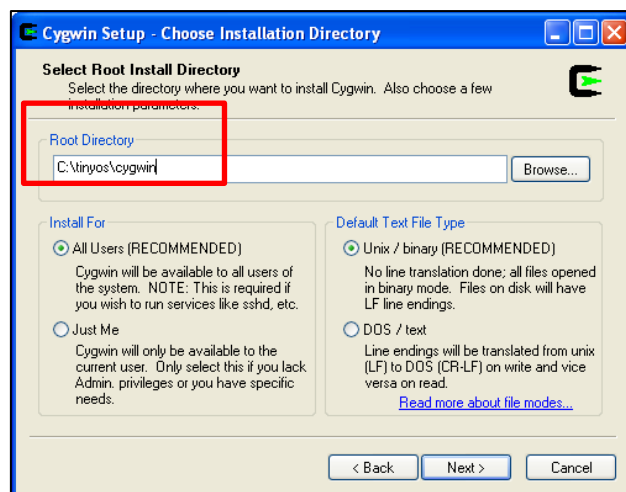 Cygwin Setup - Choose Installation Directory
Select Root Install Directory
Select the directory where you want to install Cygwin. Also choose a few
installation parameters.
Root Directory
C:\tinyos\cygwin
Browse...
Install For
All Users (RECOMMENDED)
Cygwin will be available to all users of
the system. NOTE: This is required if
you wish to run services like sshd, etc.
Just Me
Cygwin will only be available to the
current user. Only select this if you lack
Admin. privileges or you have specific
needs.
Default Text File Type
Unix / binary (RECOMMENDED)
No line translation done; all files opened
in binary mode. Files on disk will have
LF line endings.
DOS / text
Line endings will be translated from unix
(LF) to DOS (CR-LF) on write and vice
versa on read.
Read more about file modes...
< Back
Next >
Cancel